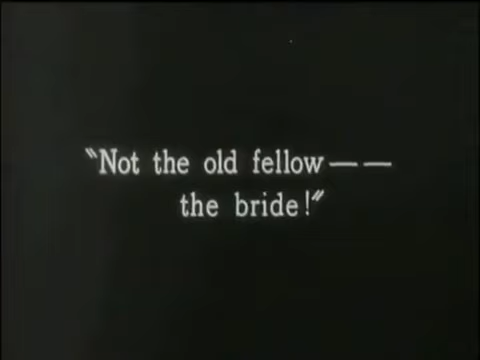 "Not the old fellow——
the bride!"